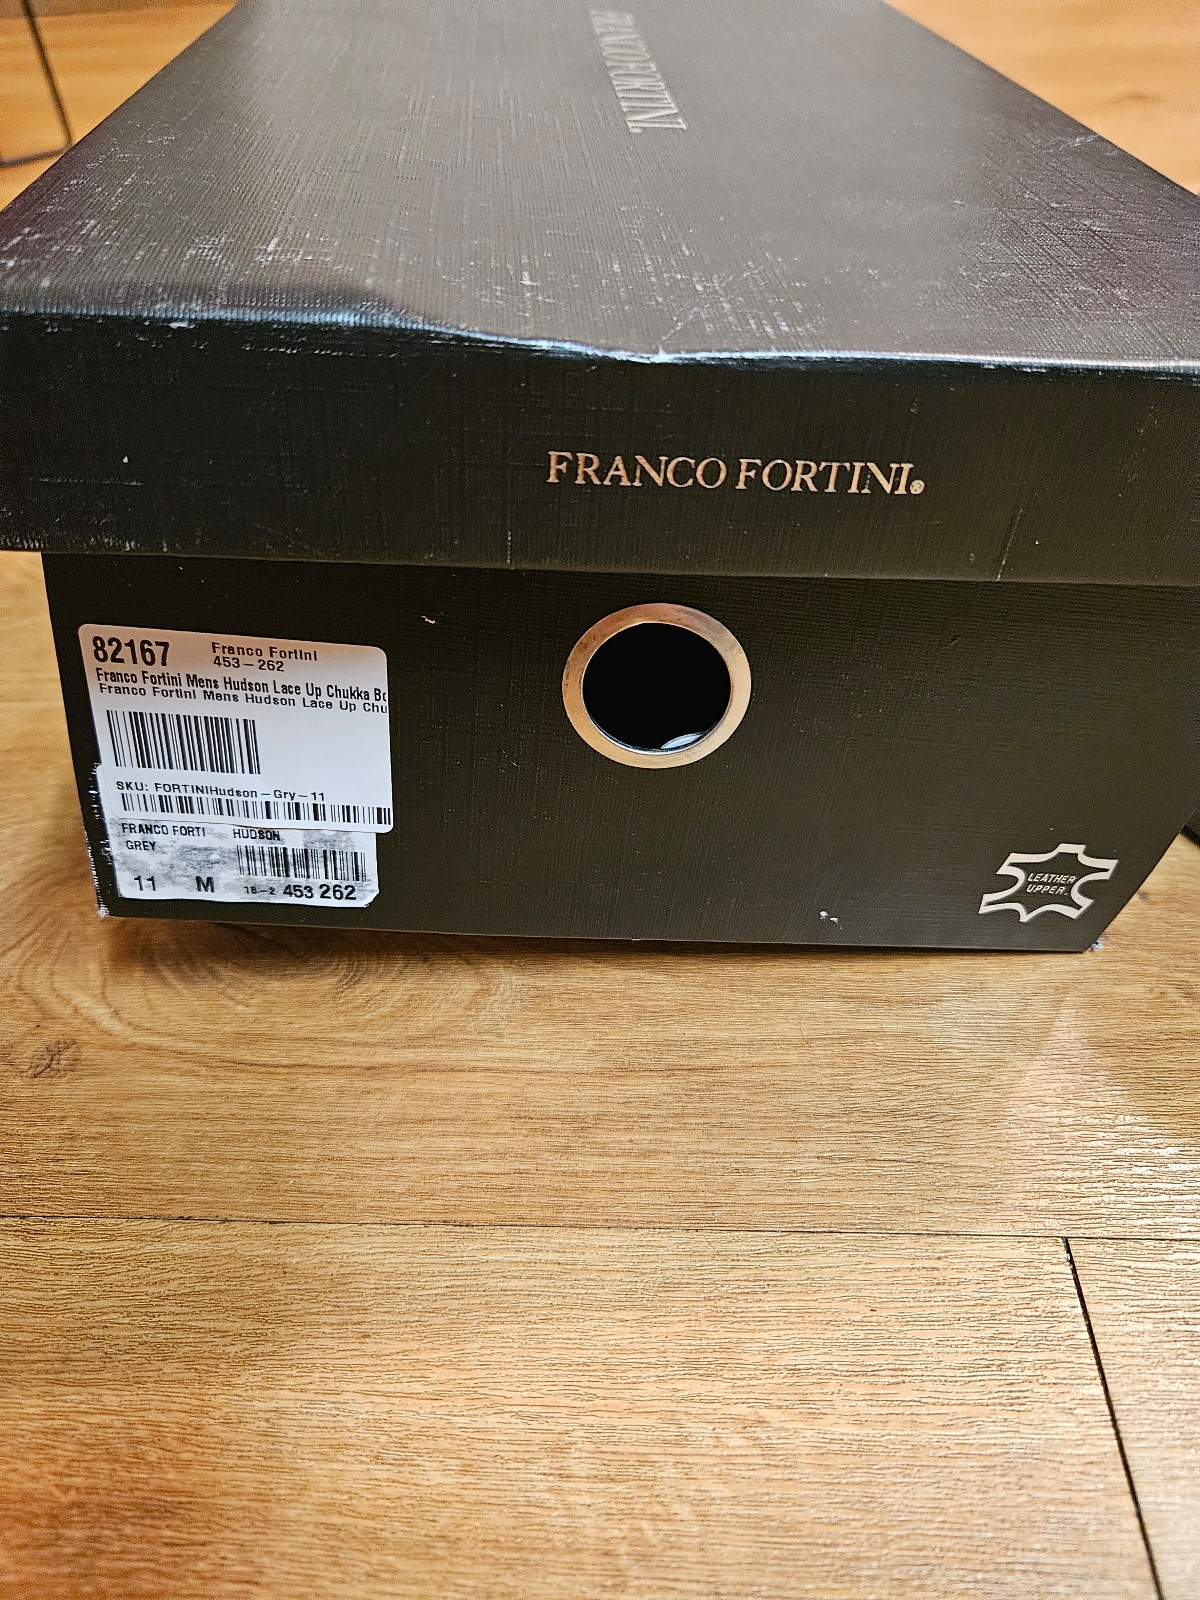 FRANCO FORTINI.
FRANCO FORTINI®
82167
Franco Fortini
453-262
Franco Fortini Mens Hudson Lace Up Chukka Bo
Franco Fortini Mens Hudson Lace Up Chu
SKU: FORTINIHudson-Gry-11
FRANCO FORTI HUDSON
GREY
11 M 18-2 453 262
LEATHER
UPPER.